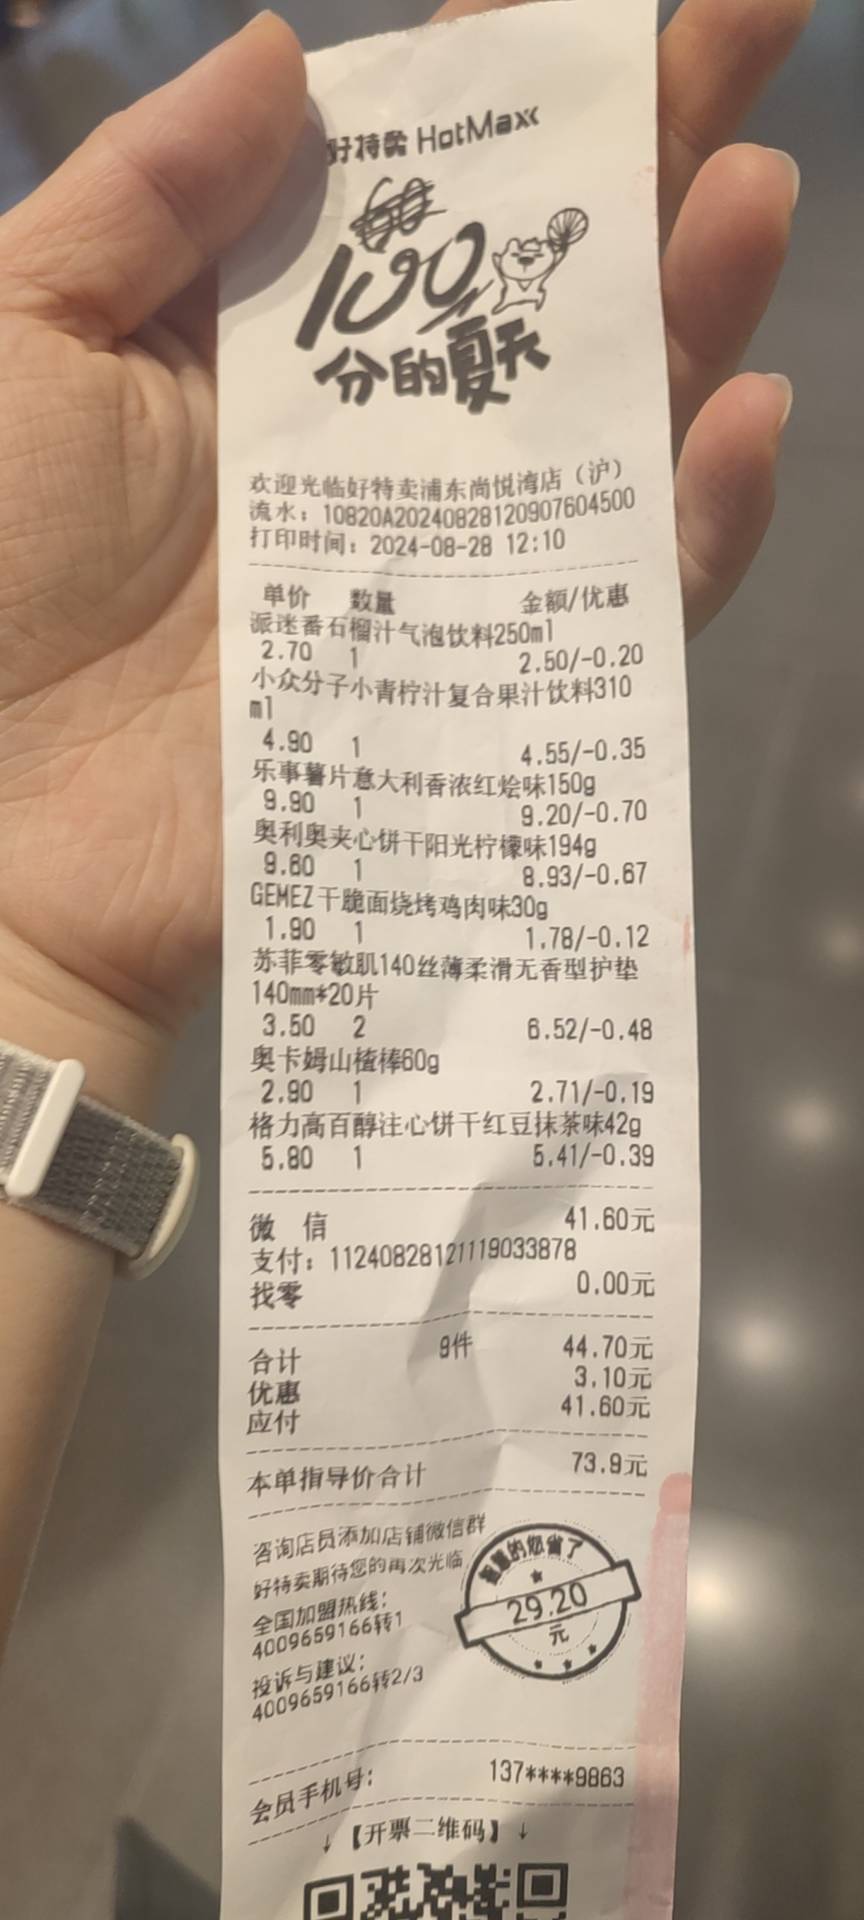 好特卖 HotMaxx
100
分的夏天
欢迎光临好特卖浦东尚悦湾店（沪）
流水：10820A20240828120907604500
打印时间：2024-08-28 12:10
单价 数量 金额/优惠
派迷番石榴汁气泡饮料250ml
2.70 1 2.50/-0.20
小众分子小青柠汁复合果汁饮料310
ml
4.90 1 4.55/-0.35
乐事薯片意大利香浓红烩味150g
9.90 1 9.20/-0.70
奥利奥夹心饼干阳光柠檬味194g
9.60 1 8.93/-0.67
GEMEZ干脆面烧烤鸡肉味30g
1.90 1 1.78/-0.12
苏菲零敏肌140丝薄柔滑无香型护垫
140mm*20片
3.50 2 6.52/-0.48
奥卡姆山楂棒60g
2.90 1 2.71/-0.19
格力高百醇注心饼干红豆抹茶味42g
5.80 1 5.41/-0.39
微 信 41.60元
支付：11240828121119033878
找零 0.00元
合计 9件 44.70元
优惠 3.10元
应付 41.60元
本单指导价合计 73.9元
咨询店员添加店铺微信群
好特卖期待您的再次光临
全国加盟热线：
4009659166转1
投诉与建议：
4009659166转2/3
的您省了
29.20
元
会员手机号： 137****9863
↓【开票二维码】↓